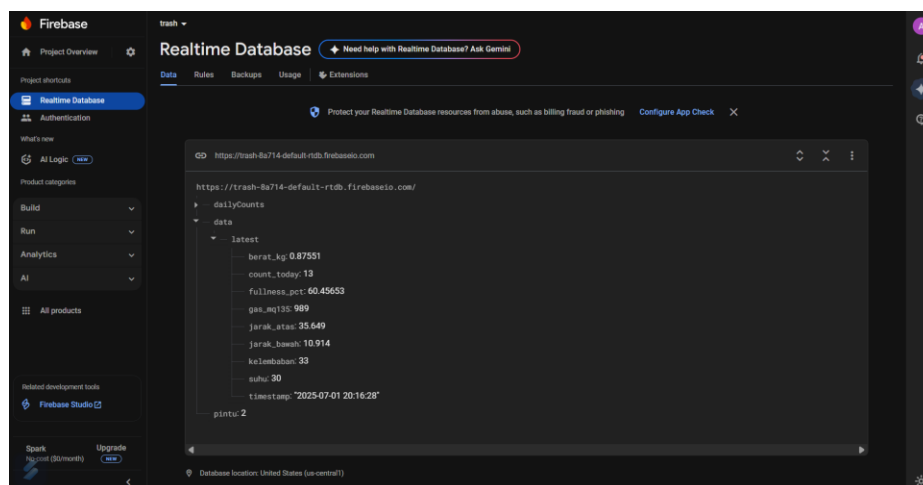 Firebase
trash
Project Overview
Realtime Database
Need help with Realtime Database? Ask Gemini
Data Rules Backups Usage Extensions
Project shortcuts
Realtime Database
Authentication
What's new
AI Logic NEW
Product categories
Build
Run
Analytics
AI
All products
Related development tools
Firebase Studio
Spark
No-cost ($0/month)
Upgrade
NEW
Protect your Realtime Database resources from abuse, such as billing fraud or phishing Configure App Check
https://trash-8a714-default-rtdb.firebaseio.com
https://trash-8a714-default-rtdb.firebaseio.com/
dailyCounts
data
latest
berat_kg: 0.87551
count_today: 13
fullness_pct: 60.45653
gas_mq135: 989
jarak_atas: 35.649
jarak_bawah: 10.914
kelembaban: 33
suhu: 30
timestamp: "2025-07-01 20:16:28"
pintu: 2
Database location: United States (us-central1)